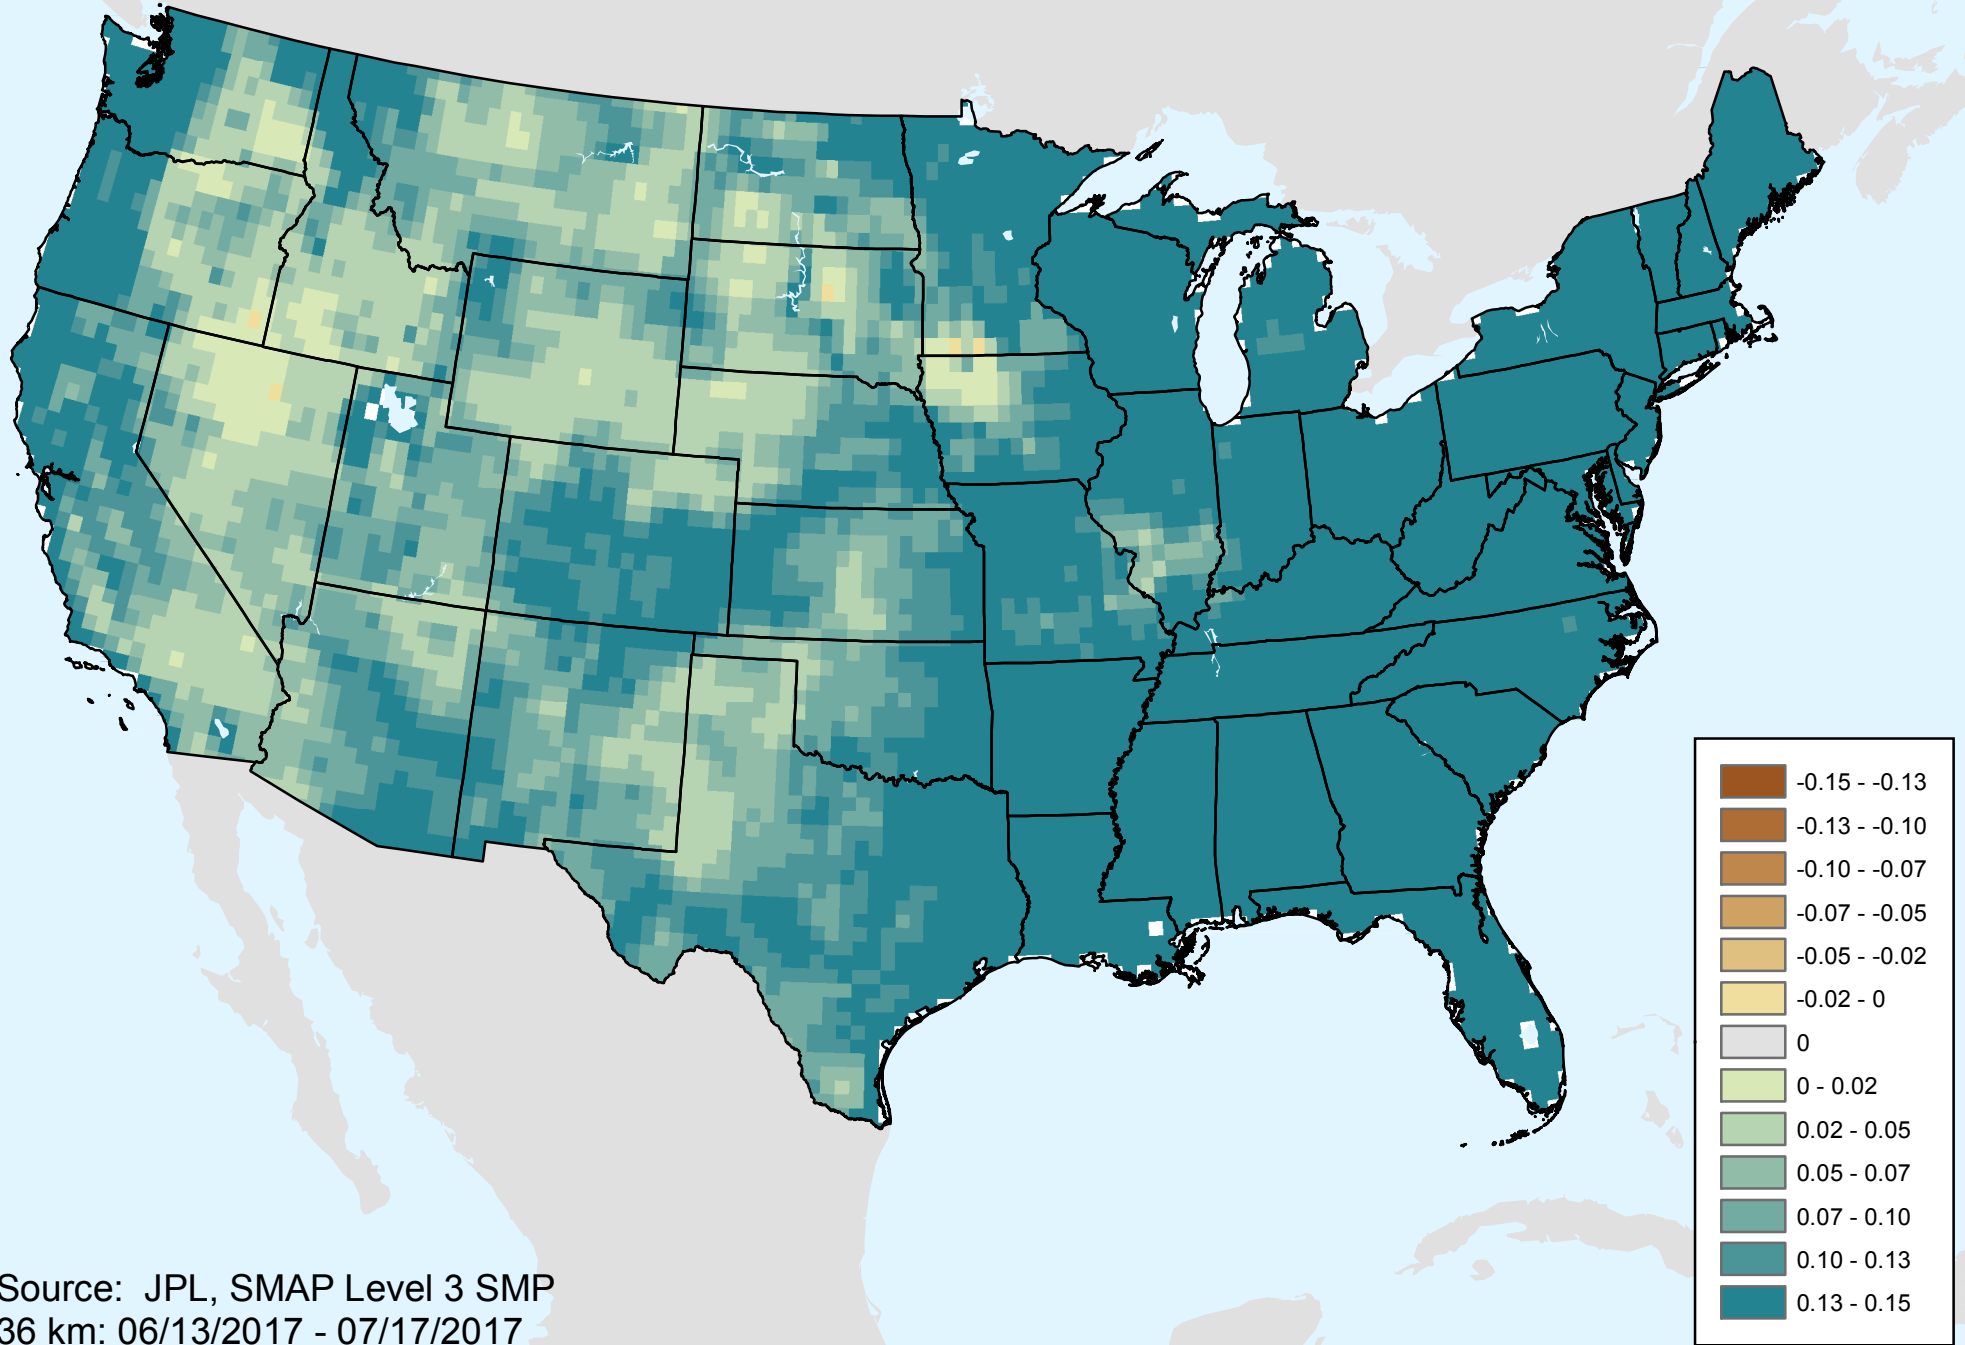 -0.15 - -0.13
-0.13 - -0.10
-0.10 - -0.07
-0.07 - -0.05
-0.05 - -0.02
-0.02 - 0
0
0 - 0.02
0.02 - 0.05
0.05 - 0.07
0.07 - 0.10
0.10 - 0.13
0.13 - 0.15
Source: JPL, SMAP Level 3 SMP
36 km: 06/13/2017 - 07/17/2017